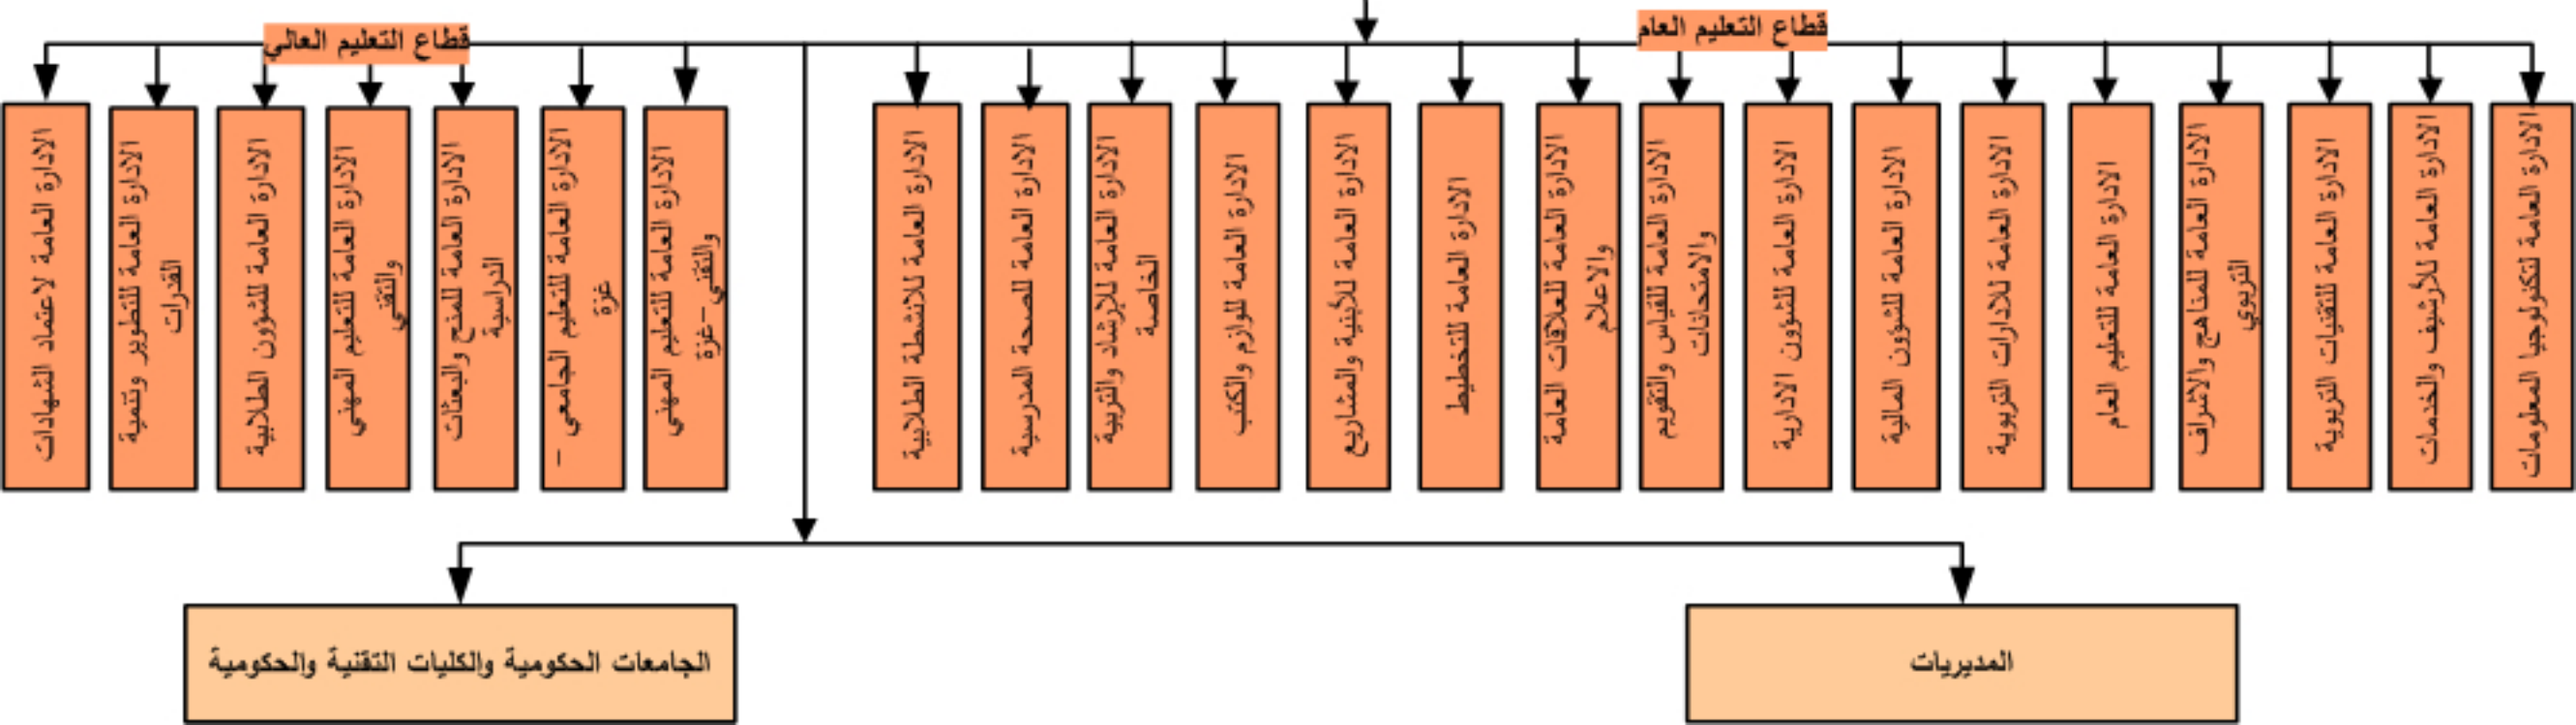 قطاع التعليم العام
قطاع التعليم العالي
الادارة العامة لتكنولوجيا المعلومات
الادارة العامة للأرشيف والخدمات
الادارة العامة للتقنيات التربوية
الادارة العامة للمناهج والاشراف
التربوي
الادارة العامة للتعليم العام
الادارة العامة للادارات التربوية
الادارة العامة للشؤون المالية
الادارة العامة للشؤون الادارية
الادارة العامة للقياس والتقويم
والامتحانات
الادارة العامة للعلاقات العامة
والاعلام
الادارة العامة للتخطيط
الادارة العامة للأبنية والمشاريع
الادارة العامة للوازم والكتب
الادارة العامة للإرشاد والتربية
الخاصة
الادارة العامة للصحة المدرسية
الادارة العامة للانشطة الطلابية
الادارة العامة للتعليم المهني
والتقني -غزة
الادارة العامة للتعليم الجامعي –
غزة
الادارة العامة للمنح والبعثات
الدراسية
الادارة العامة للتعليم المهني
والتقني
الادارة العامة للشؤون الطلابية
الادارة العامة للتطوير وتنمية
القدرات
الادارة العامة لاعتماد الشهادات
المديريات
الجامعات الحكومية والكليات التقنية والحكومية